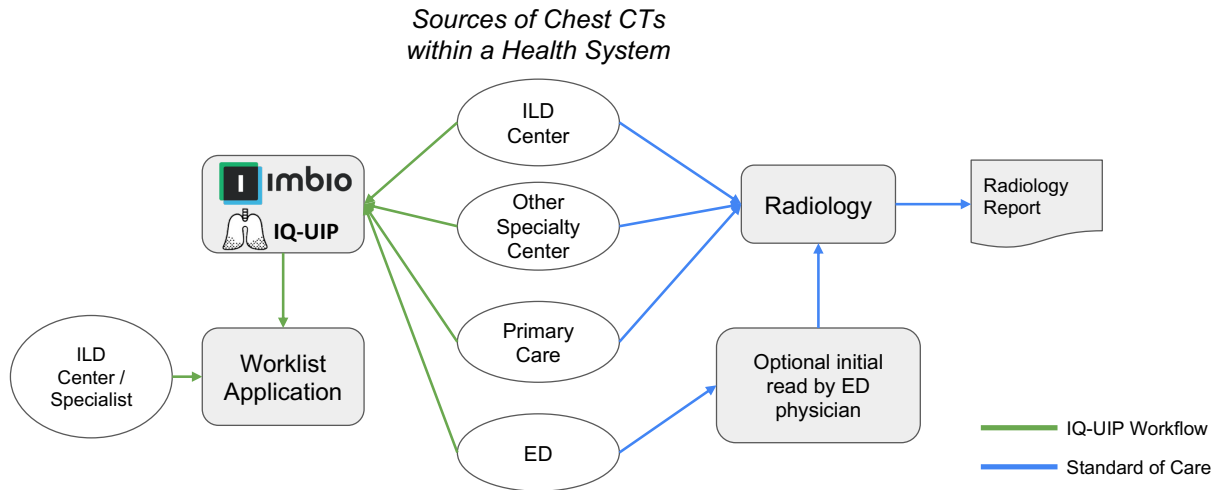 Sources of Chest CTs
within a Health System
ILD
Center
I imbio
IQ-UIP
Other
Specialty
Center
Radiology
Radiology
Report
Primary
Care
ILD
Center /
Specialist
Worklist
Application
Optional initial
read by ED
physician
ED
IQ-UIP Workflow
Standard of Care